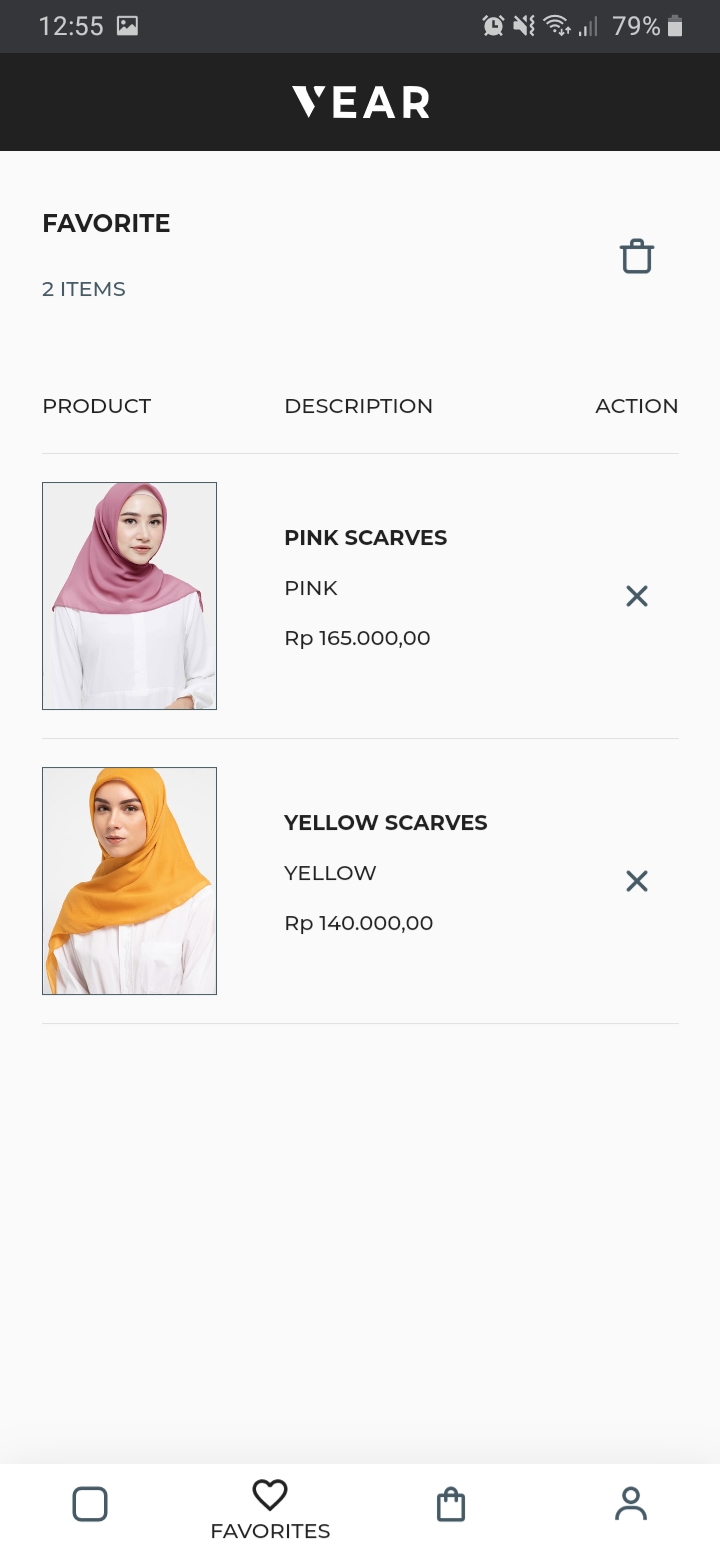 12:55
79%
VEAR
FAVORITE
2 ITEMS
PRODUCT DESCRIPTION ACTION
PINK SCARVES
PINK
Rp 165.000,00
YELLOW SCARVES
YELLOW
Rp 140.000,00
FAVORITES